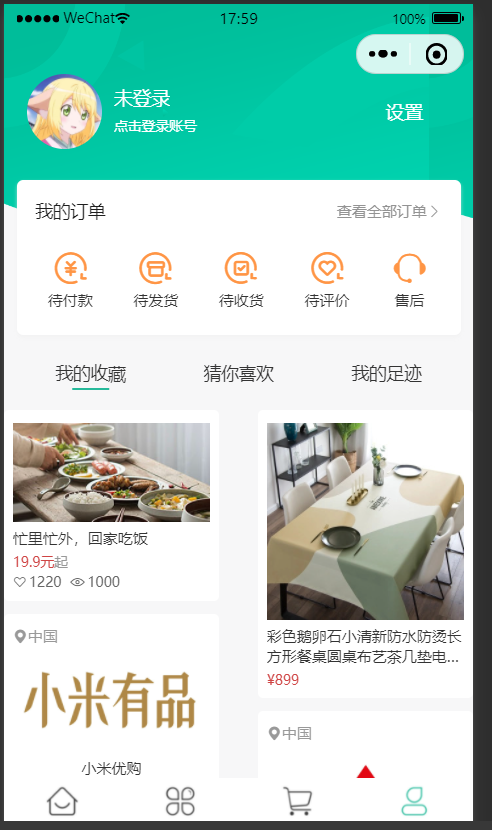 WeChat 17:59 100%
未登录
点击登录账号
设置
我的订单 查看全部订单
待付款 待发货 待收货 待评价 售后
我的收藏 猜你喜欢 我的足迹
忙里忙外，回家吃饭
19.9元起
1220 1000
中国
小米有品
小米优购
彩色鹅卵石小清新防水防烫长
方形餐桌圆桌布艺茶几垫电...
¥899
中国